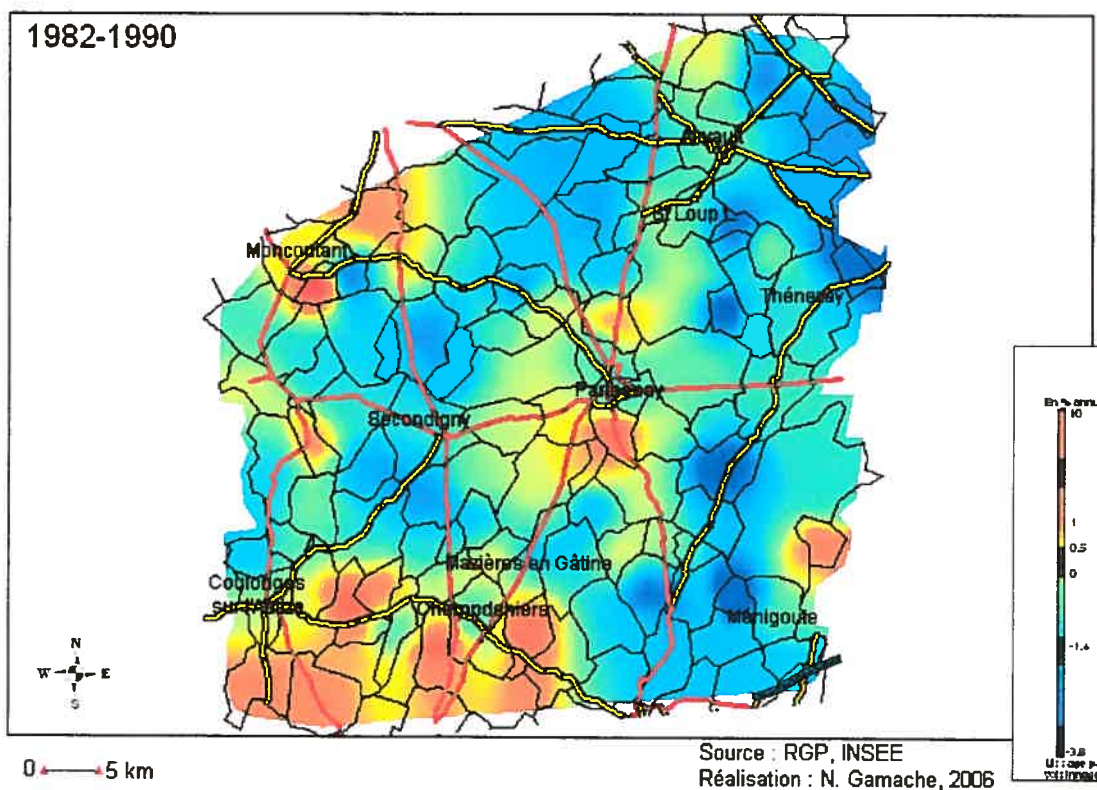 1982-1990
Airvault
St Loup L
Moncoutant
Thénezay
Parthenay
Secondigny
En % annu
10
1
0.5
0
-1.4
-3.8
Mazières en Gâtine
Coulonges
sur l'Autize
Champdeniers
Ménigoute
N
W E
S
0 5 km
Source : RGP, INSEE
Réalisation : N. Gamache, 2006